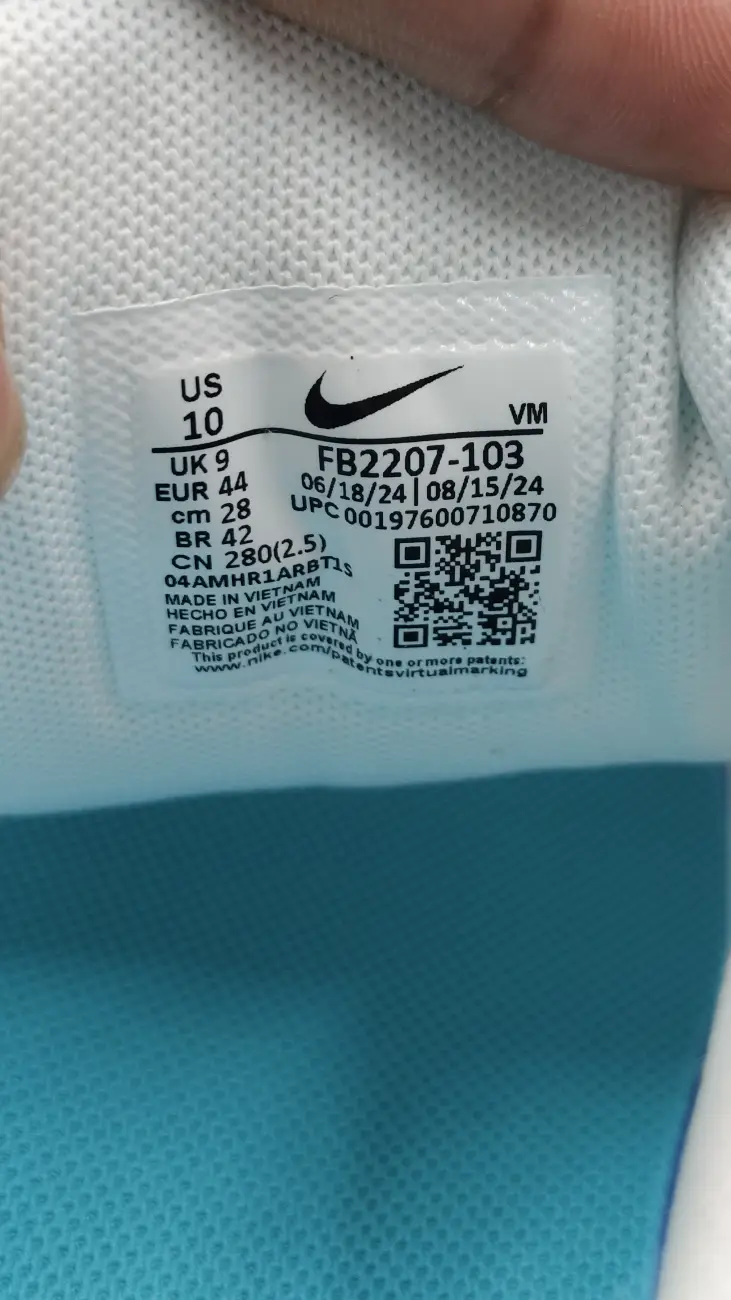 US
10
VM
UK 9
FB2207-103
EUR 44
06/18/24 | 08/15/24
cm 28
UPC 00197600710870
BR 42
CN 280(2.5)
04AMHR1ARBT1S
MADE IN VIETNAM
HECHO EN VIETNAM
FABRIQUE AU VIETNAM
FABRICADO NO VIETNÃ
This product is covered by one or more patents:
www.nike.com/patentsvirtualmarking